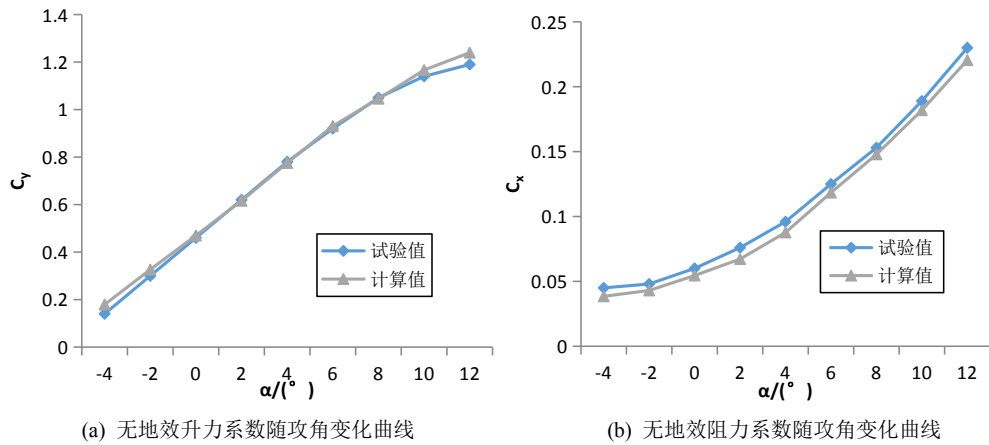 1.4
1.2
1
0.8
0.6
0.4
0.2
0
C_y
-4 -2 0 2 4 6 8 10 12
α/(°)
试验值
计算值
(a) 无地效升力系数随攻角变化曲线
0.25
0.2
0.15
0.1
0.05
0
C_x
-4 -2 0 2 4 6 8 10 12
α/(°)
试验值
计算值
(b) 无地效阻力系数随攻角变化曲线